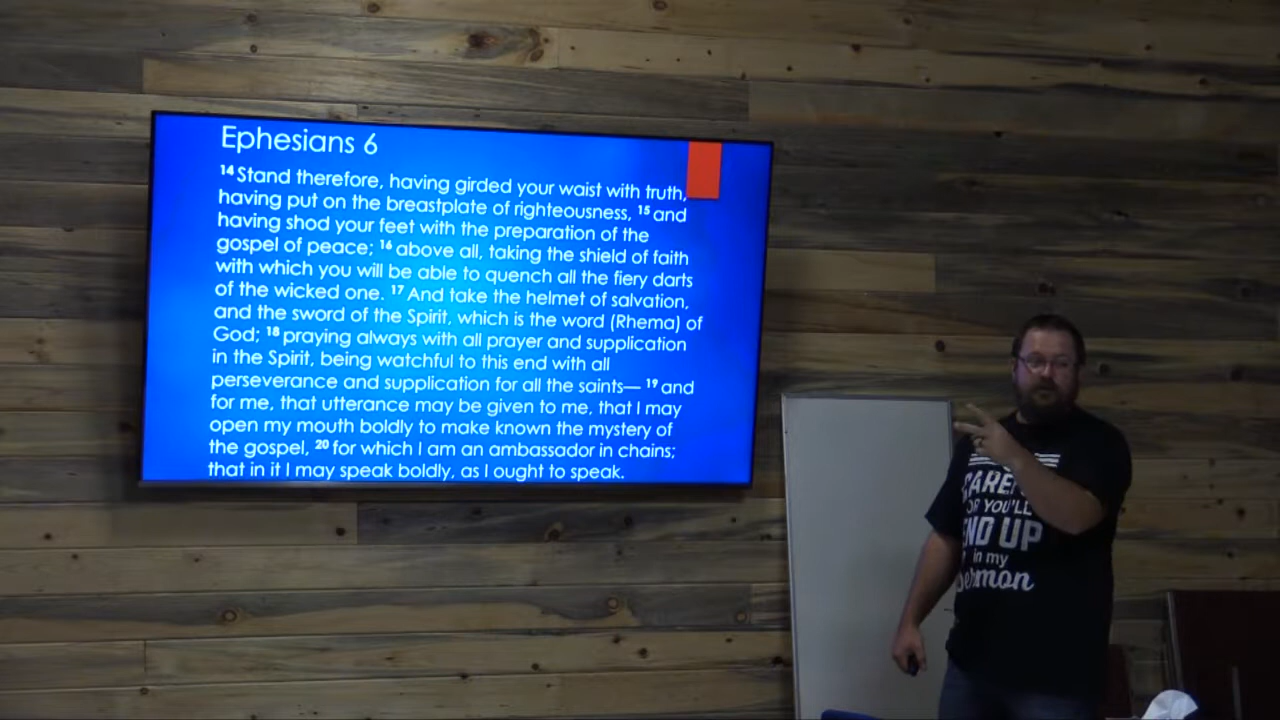 Ephesians 6
14 Stand therefore, having girded your waist with truth,
having put on the breastplate of righteousness, 15 and
having shod your feet with the preparation of the
gospel of peace; 16 above all, taking the shield of faith
with which you will be able to quench all the fiery darts
of the wicked one. 17 And take the helmet of salvation,
and the sword of the Spirit, which is the word (Rhema) of
God; 18 praying always with all prayer and supplication
in the Spirit, being watchful to this end with all
perseverance and supplication for all the saints— 19 and
for me, that utterance may be given to me, that I may
open my mouth boldly to make known the mystery of
the gospel, 20 for which I am an ambassador in chains;
that in it I may speak boldly, as I ought to speak.
OR YOU'LL
END UP
in my
sermon